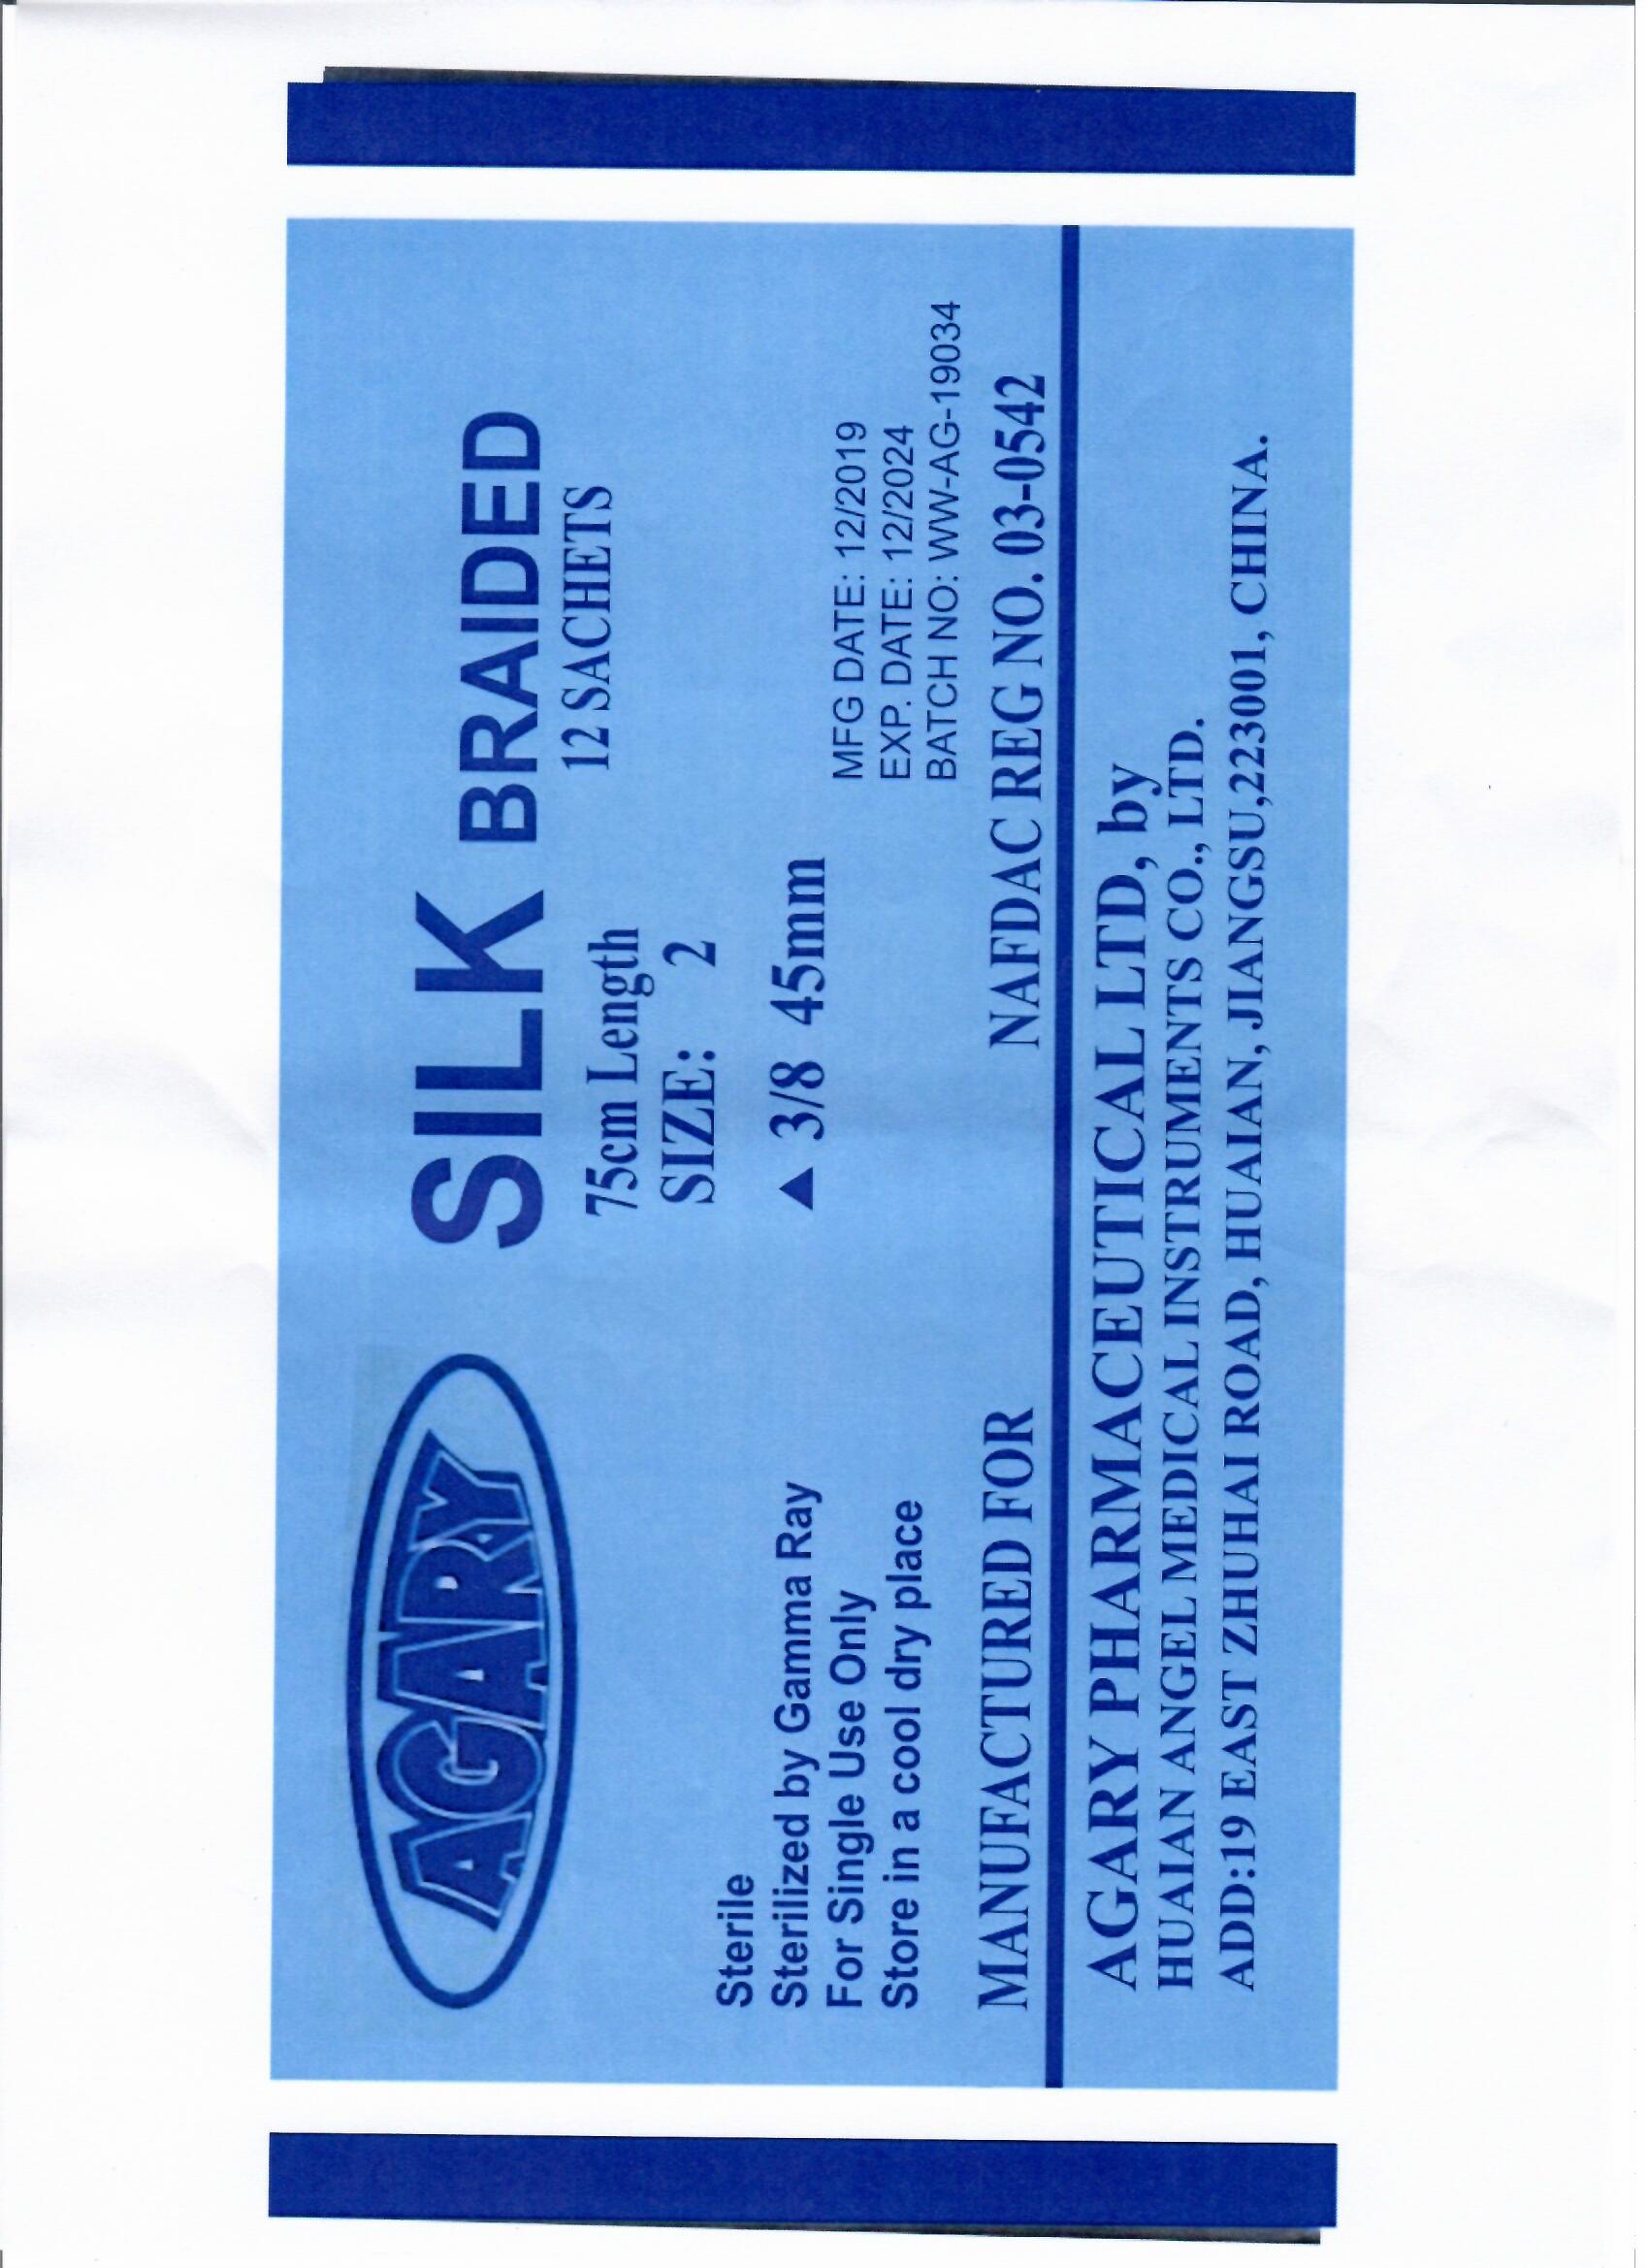 AGARY
SILK BRAIDED
75cm Length
12 SACHETS
SIZE: 2
▲ 3/8 45mm
Sterile
Sterilized by Gamma Ray
For Single Use Only
Store in a cool dry place
MFG DATE: 12/2019
EXP. DATE: 12/2024
BATCH NO: WW-AG-19034
MANUFACTURED FOR
NAFDAC REG NO. 03-0542
AGARY PHARMACEUTICAL LTD, by
HUAIAN ANGEL MEDICAL INSTRUMENTS CO., LTD.
ADD:19 EAST ZHUHAI ROAD, HUAIAN, JIANGSU,223001, CHINA.